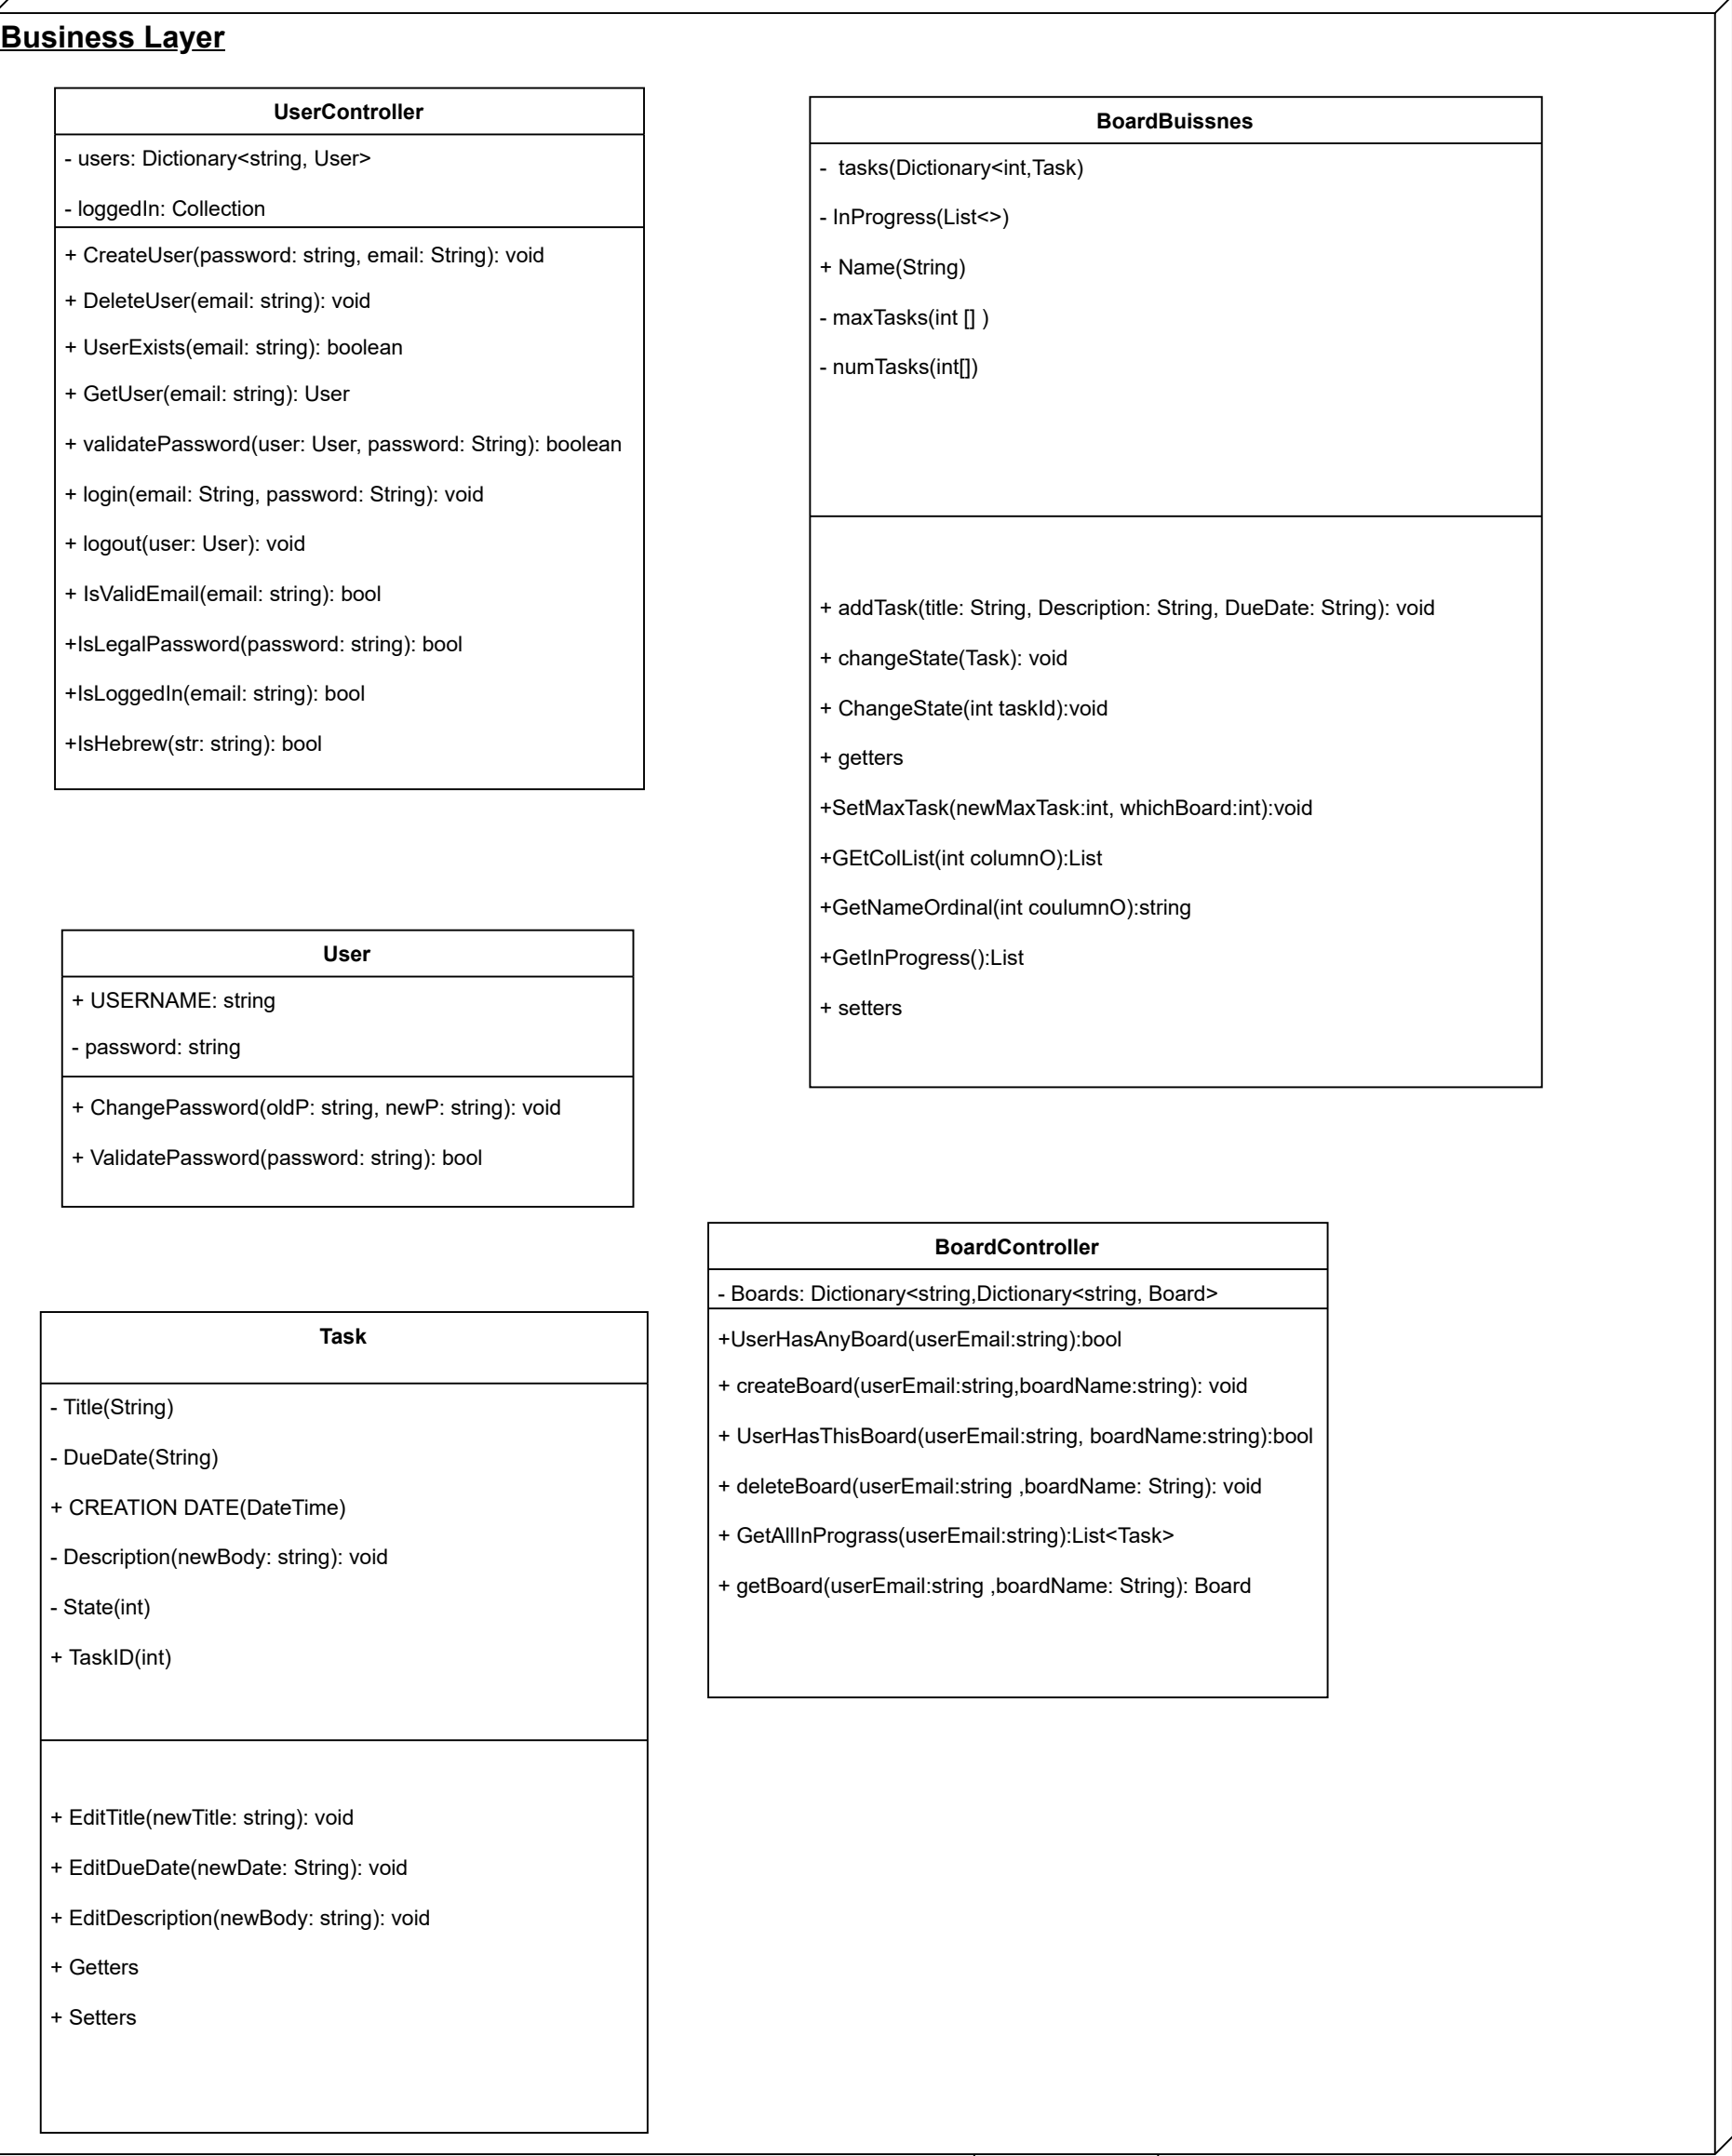 Business Layer
UserController
- users: Dictionary<string, User>
- loggedIn: Collection
+ CreateUser(password: string, email: String): void
+ DeleteUser(email: string): void
+ UserExists(email: string): boolean
+ GetUser(email: string): User
+ validatePassword(user: User, password: String): boolean
+ login(email: String, password: String): void
+ logout(user: User): void
+ IsValidEmail(email: string): bool
+IsLegalPassword(password: string): bool
+IsLoggedIn(email: string): bool
+IsHebrew(str: string): bool
BoardBuissnes
-  tasks(Dictionary<int,Task)
- InProgress(List<>)
+ Name(String)
- maxTasks(int [] )
- numTasks(int[])
+ addTask(title: String, Description: String, DueDate: String): void
+ changeState(Task): void
+ ChangeState(int taskId):void
+ getters
+SetMaxTask(newMaxTask:int, whichBoard:int):void
+GEtColList(int columnO):List
+GetNameOrdinal(int coulumnO):string
+GetInProgress():List
+ setters
User
+ USERNAME: string
- password: string
+ ChangePassword(oldP: string, newP: string): void
+ ValidatePassword(password: string): bool
BoardController
- Boards: Dictionary<string,Dictionary<string, Board>
+UserHasAnyBoard(userEmail:string):bool
+ createBoard(userEmail:string,boardName:string): void
+ UserHasThisBoard(userEmail:string, boardName:string):bool
+ deleteBoard(userEmail:string ,boardName: String): void
+ GetAllInPrograss(userEmail:string):List<Task>
+ getBoard(userEmail:string ,boardName: String): Board
Task
- Title(String)
- DueDate(String)
+ CREATION DATE(DateTime)
- Description(newBody: string): void
- State(int)
+ TaskID(int)
+ EditTitle(newTitle: string): void
+ EditDueDate(newDate: String): void
+ EditDescription(newBody: string): void
+ Getters
+ Setters